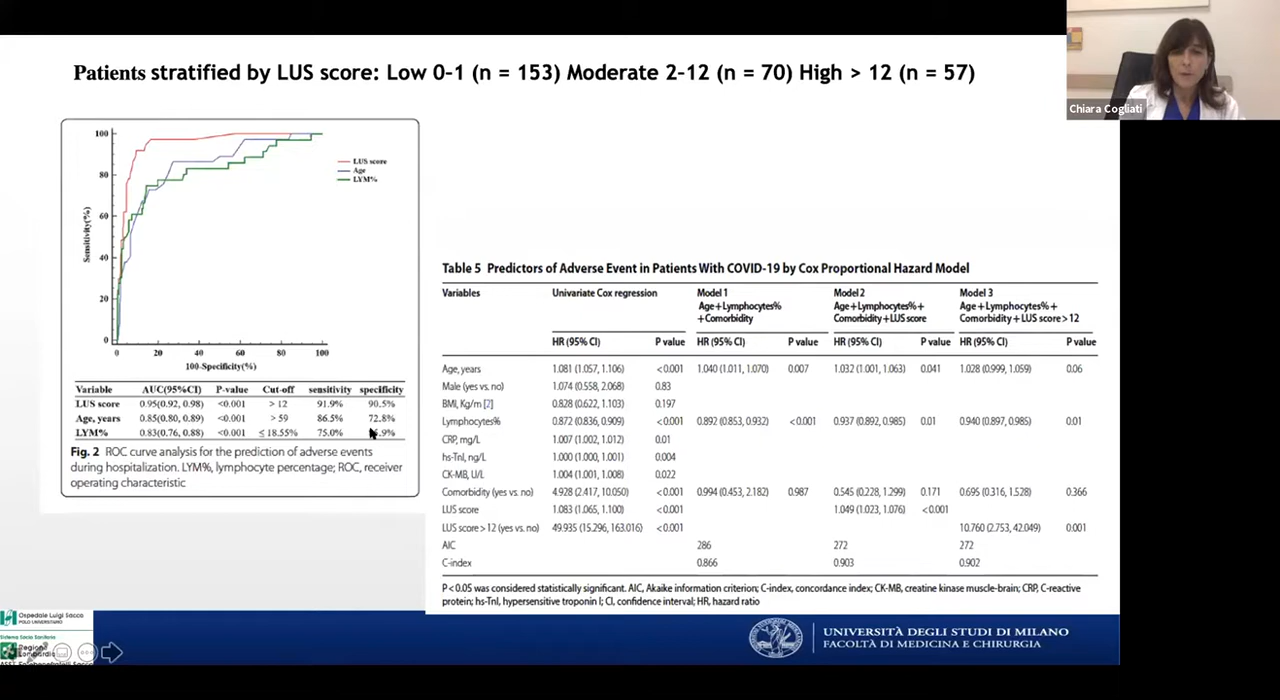 Patients stratified by LUS score: Low 0-1 (n = 153) Moderate 2-12 (n = 70) High > 12 (n = 57)
Chiara Cogliati
100
80
60
40
20
0
Sensitivity(%)
LUS score
Age
LYM%
0 20 40 60 80 100
100-Specificity(%)
Variable AUC(95%CI) P-value Cut-off sensitivity specificity
LUS score 0.95(0.92, 0.98) <0.001 > 12 91.9% 90.5%
Age, years 0.85(0.80, 0.89) <0.001 > 59 86.5% 72.8%
LYM% 0.83(0.76, 0.88) <0.001 ≤ 18.55% 75.0%
Fig. 2 ROC curve analysis for the prediction of adverse events
during hospitalization. LYM%, lymphocyte percentage; ROC, receiver
operating characteristic
Table 5 Predictors of Adverse Event in Patients With COVID-19 by Cox Proportional Hazard Model
Variables Univariate Cox regression Model 1 Model 2 Model 3
Age+Lymphocytes% Age+Lymphocytes%+ Age+Lymphocytes%+
+Comorbidity Comorbidity+LUS score Comorbidity+LUS score>12
HR (95% CI) P value HR (95% CI) P value HR (95% CI) P value HR (95% CI) P value
Age, years 1.081 (1.057, 1.106) <0.001 1.040 (1.011, 1.070) 0.007 1.032 (1.001, 1.063) 0.041 1.028 (0.999, 1.059) 0.06
Male (yes vs. no) 1.074 (0.558, 2.068) 0.83
BMI, Kg/m [2] 0.828 (0.622, 1.103) 0.197
Lymphocytes% 0.872 (0.836, 0.909) <0.001 0.892 (0.853, 0.932) <0.001 0.937 (0.892, 0.985) 0.01 0.940 (0.897, 0.985) 0.01
CRP, mg/L 1.007 (1.002, 1.012) 0.01
hs-TnI, ng/L 1.000 (1.000, 1.001) 0.004
CK-MB, U/L 1.004 (1.001, 1.008) 0.022
Comorbidity (yes vs. no) 4.928 (2.417, 10.050) <0.001 0.994 (0.453, 2.182) 0.987 0.545 (0.228, 1.299) 0.171 0.695 (0.316, 1.528) 0.366
LUS score 1.083 (1.065, 1.100) <0.001 1.049 (1.023, 1.076) <0.001
LUS score>12 (yes vs. no) 49.935 (15.296, 163.016) <0.001 10.760 (2.753, 42.049) 0.001
AIC 286 272 272
C-index 0.866 0.903 0.902
P<0.05 was considered statistically significant. AIC, Akaike information criterion; C-index, concordance index; CK-MB, creatine kinase muscle-brain; CRP, C-reactive
protein; hs-TnI, hypersensitive troponin I; CI, confidence interval; HR, hazard ratio
Ospedale Luigi Sacco
POLO UNIVERSITARIO
Sistema Socio Sanitario
Regione
Lombardia
UNIVERSITÀ DEGLI STUDI DI MILANO
FACOLTÀ DI MEDICINA E CHIRURGIA